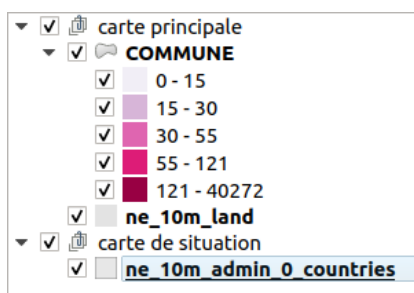 carte principale
COMMUNE
0 - 15
15 - 30
30 - 55
55 - 121
121 - 40272
ne_10m_land
carte de situation
ne_10m_admin_0_countries